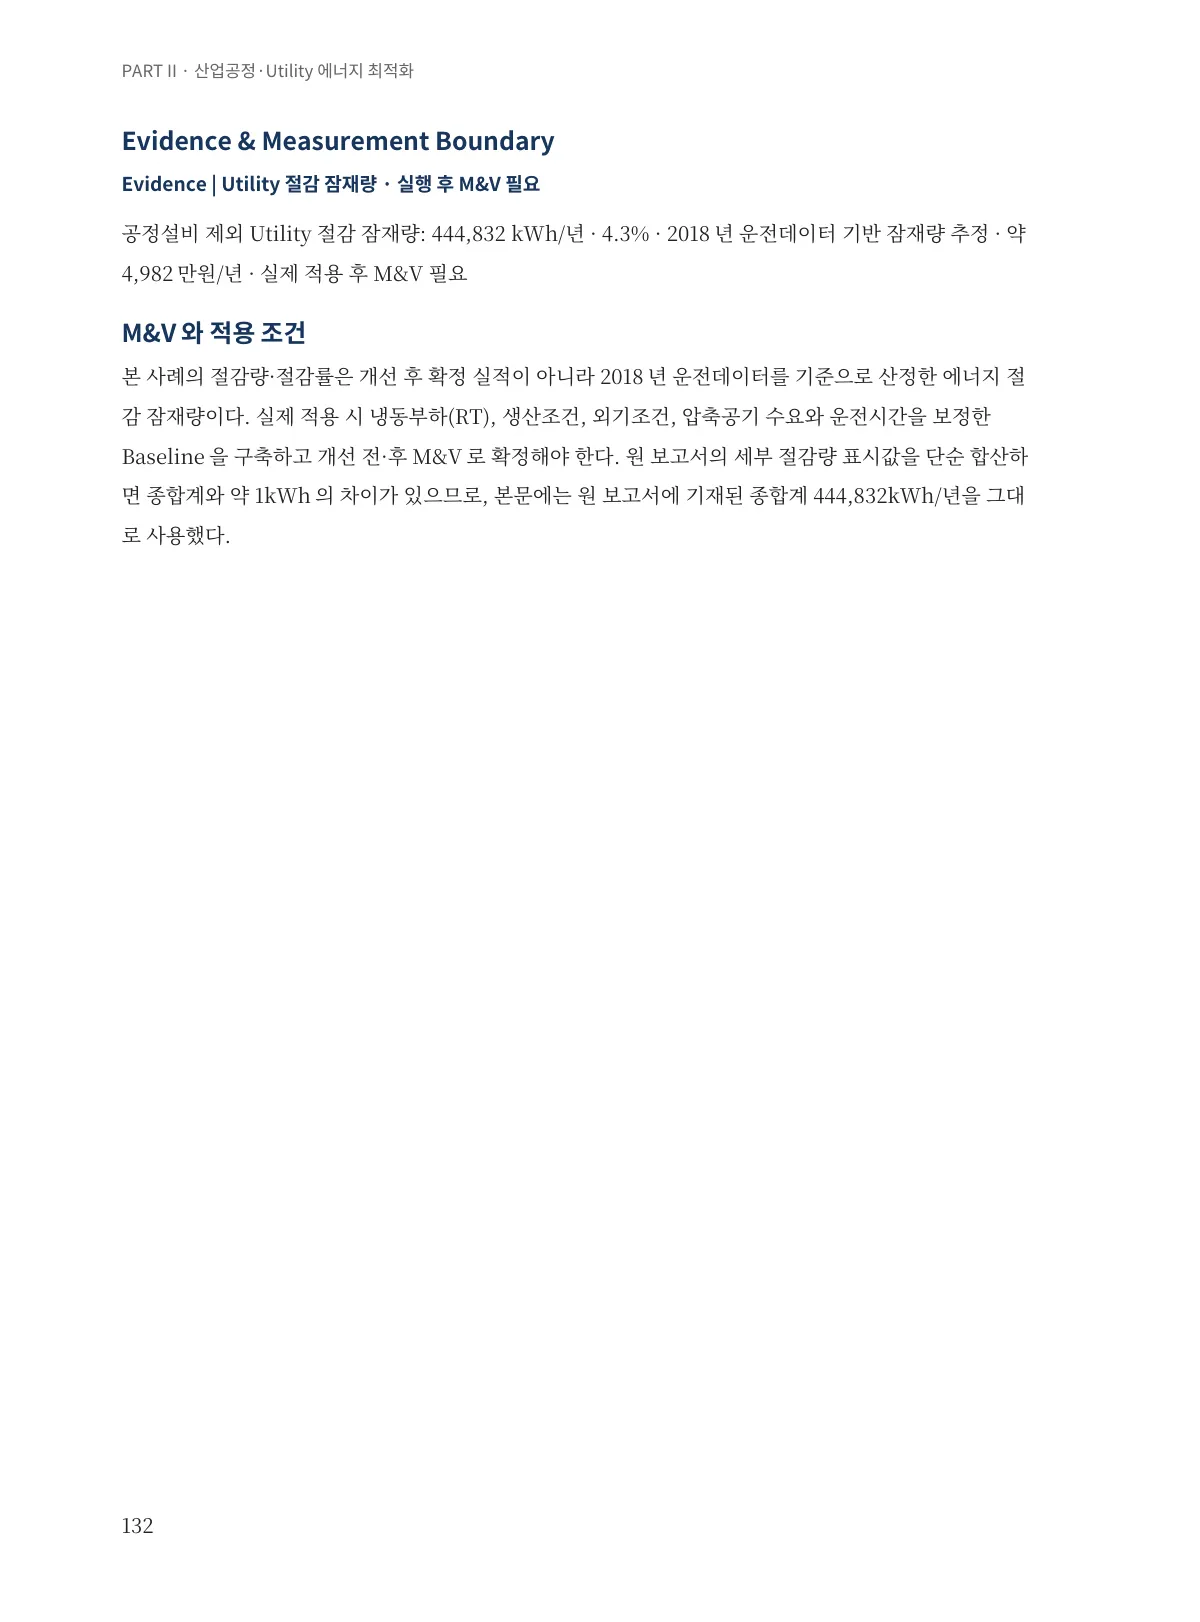 PART II · 산업공정·Utility 에너지 최적화
Evidence & Measurement Boundary
Evidence | Utility 절감 잠재량 · 실행 후 M&V 필요
공정설비 제외 Utility 절감 잠재량: 444,832 kWh/년 · 4.3% · 2018 년 운전데이터 기반 잠재량 추정 · 약
4,982 만원/년 · 실제 적용 후 M&V 필요
M&V 와 적용 조건
본 사례의 절감량·절감률은 개선 후 확정 실적이 아니라 2018 년 운전데이터를 기준으로 산정한 에너지 절
감 잠재량이다. 실제 적용 시 냉동부하(RT), 생산조건, 외기조건, 압축공기 수요와 운전시간을 보정한
Baseline 을 구축하고 개선 전·후 M&V 로 확정해야 한다. 원 보고서의 세부 절감량 표시값을 단순 합산하
면 종합계와 약 1kWh 의 차이가 있으므로, 본문에는 원 보고서에 기재된 종합계 444,832kWh/년을 그대
로 사용했다.
132